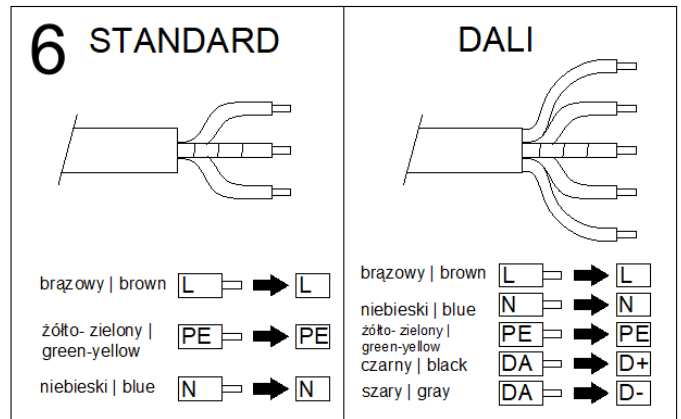 6 STANDARD
brązowy | brown L L
żółto- zielony |
green-yellow PE PE
niebieski | blue N N
DALI
brązowy | brown L L
niebieski | blue N N
żółto- zielony |
green-yellow PE PE
czarny | black DA D+
szary | gray DA D-